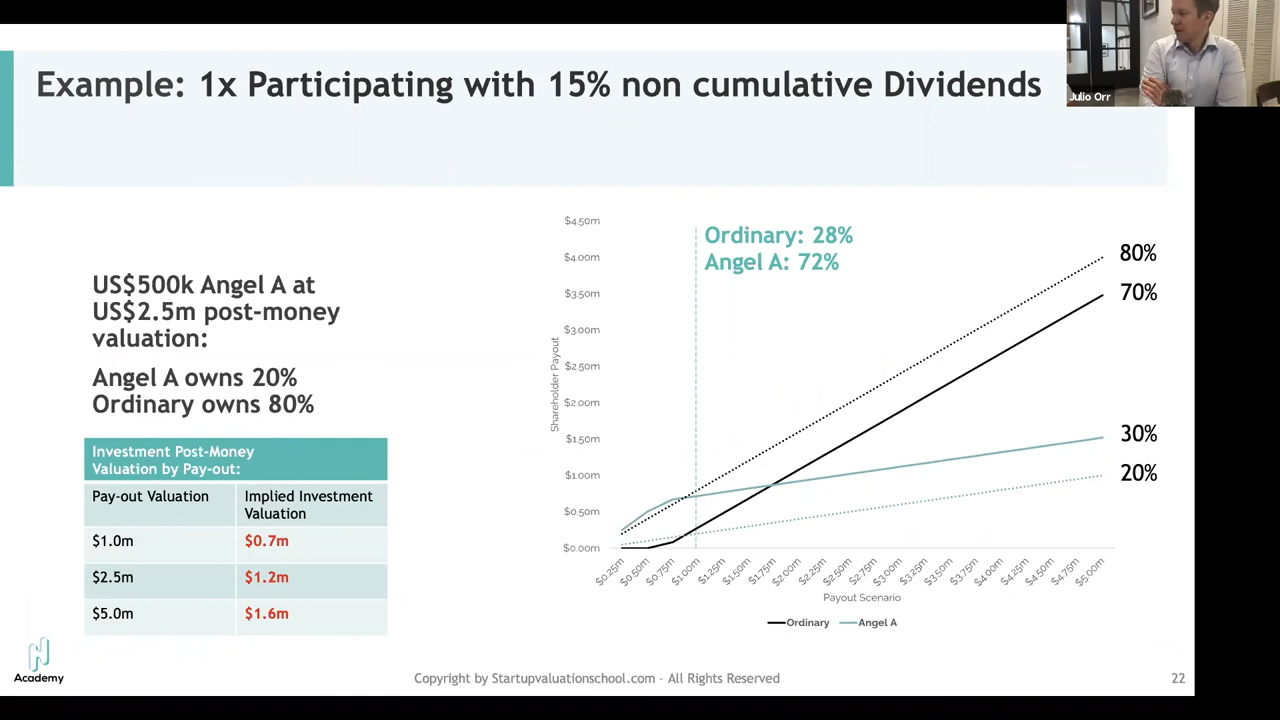 Example: 1x Participating with 15% non cumulative Dividends
Julio Orr
US$500k Angel A at
US$2.5m post-money
valuation:
Angel A owns 20%
Ordinary owns 80%
Investment Post-Money
Valuation by Pay-out:
Pay-out Valuation
Implied Investment
Valuation
$1.0m
$0.7m
$2.5m
$1.2m
$5.0m
$1.6m
Ordinary: 28%
Angel A: 72%
Shareholder Payout
$4.50m
$4.00m
$3.50m
$3.00m
$2.50m
$2.00m
$1.50m
$1.00m
$0.50m
$0.00m
80%
70%
30%
20%
$0.25m
$0.50m
$0.75m
$1.00m
$1.25m
$1.50m
$1.75m
$2.00m
$2.25m
$2.50m
$2.75m
$3.00m
$3.25m
$3.50m
$3.75m
$4.00m
$4.25m
$4.50m
$4.75m
$5.00m
Payout Scenario
Ordinary
Angel A
Academy
Copyright by Startupvaluationschool.com – All Rights Reserved
22